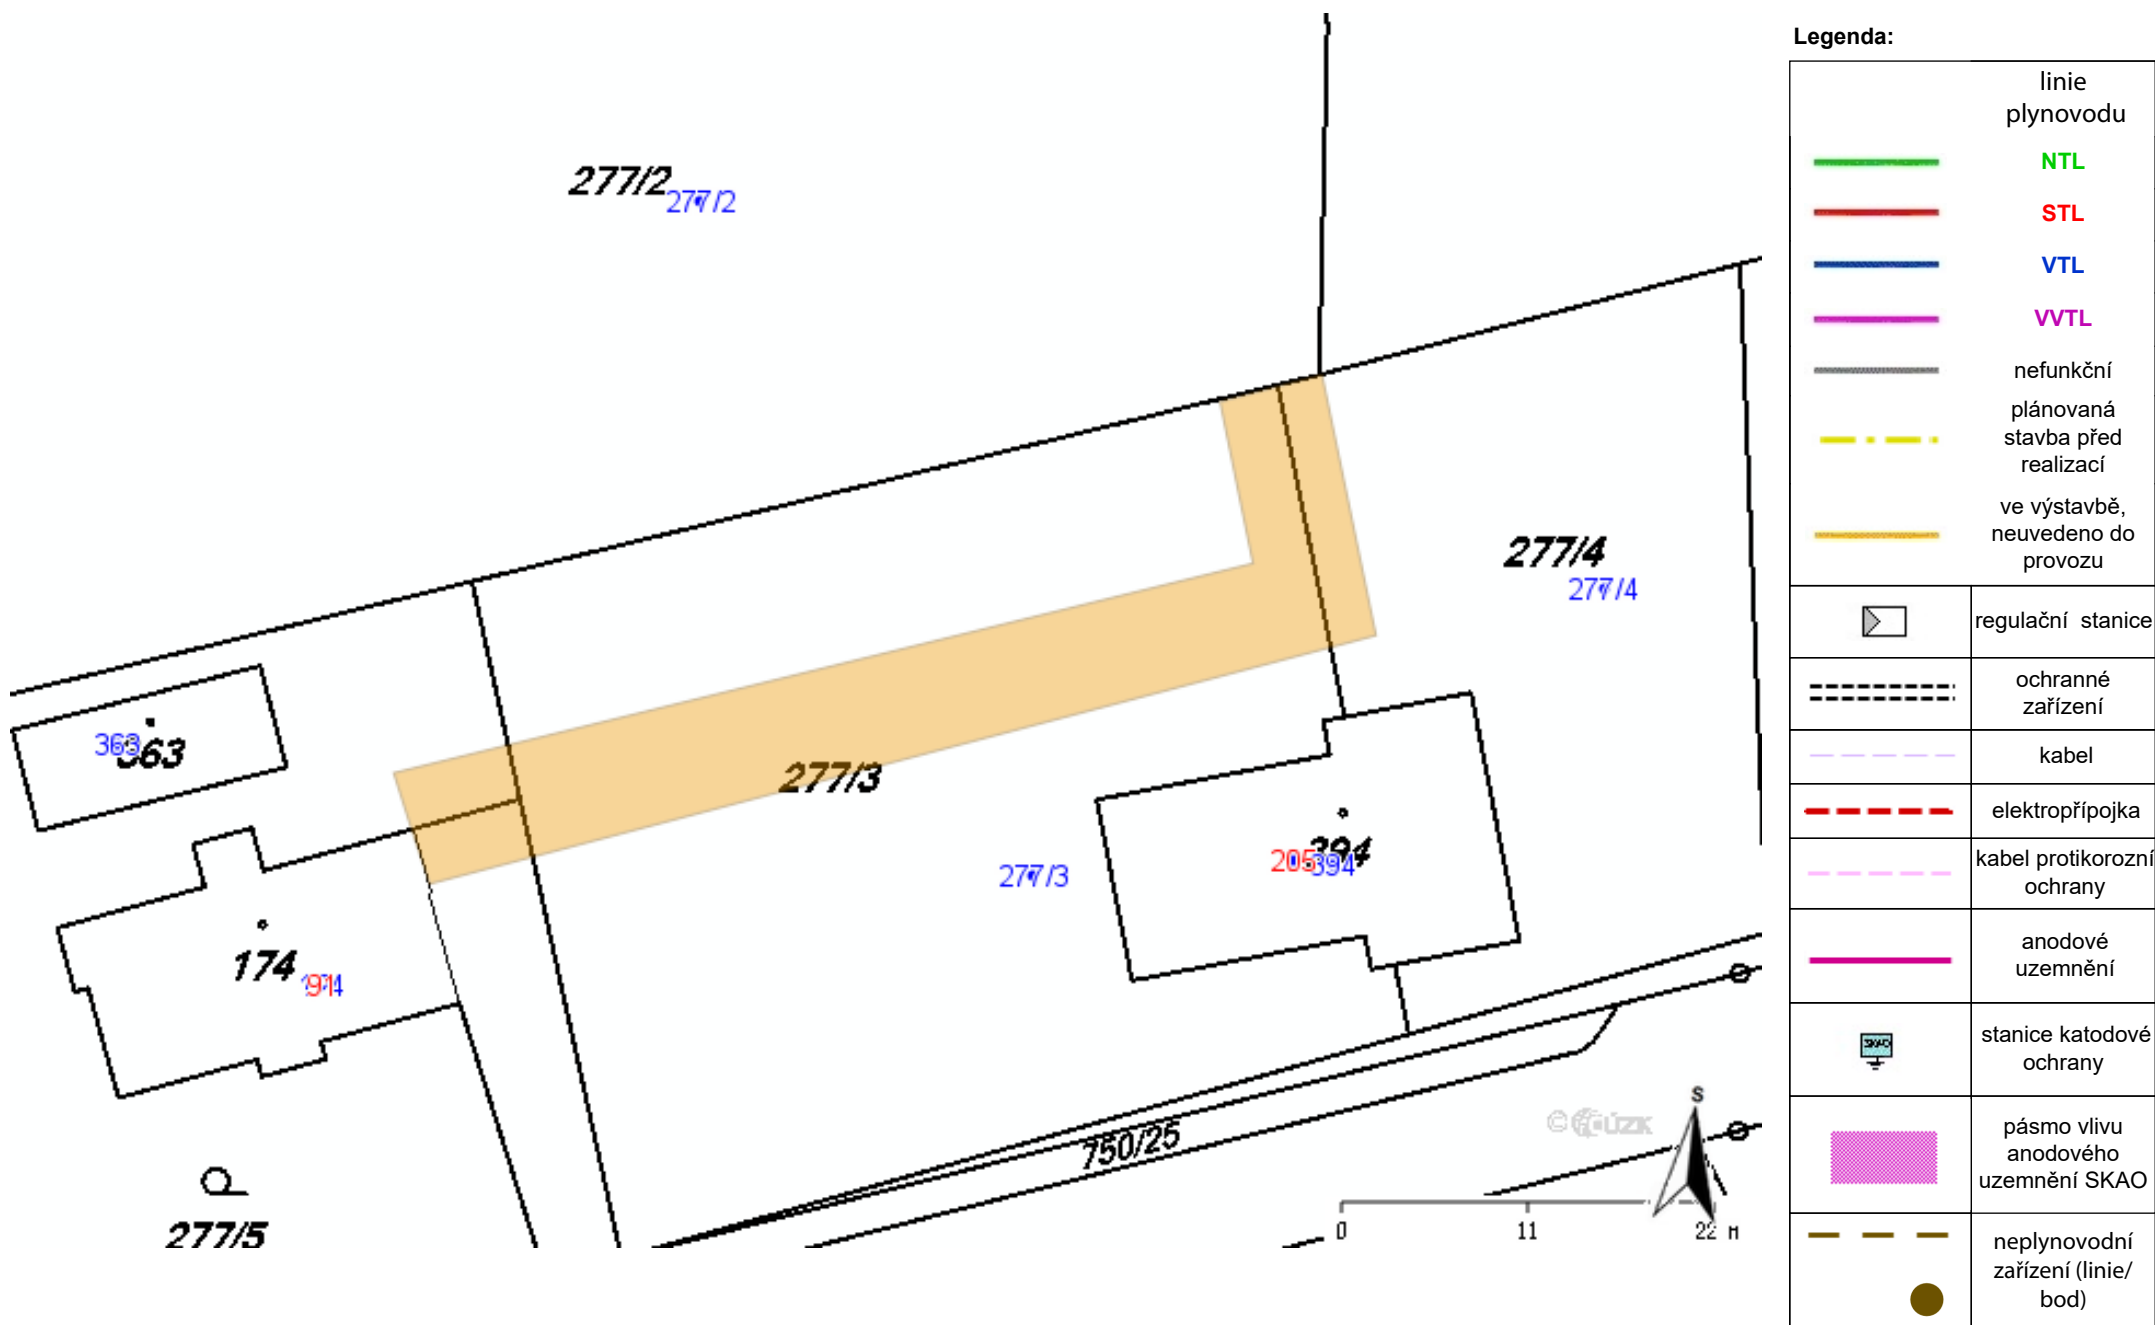 277/2
277/2
277/4
277/4
363
363
277/3
277/3
394
205
394
174
91
277/5
750/25
© ČÚZK
S
0
11
22 M
Legenda:
linie
plynovodu
NTL
STL
VTL
VVTL
nefunkční
plánovaná
stavba před
realizací
ve výstavbě,
neuvedeno do
provozu
regulační stanice
ochranné
zařízení
kabel
elektropřípojka
kabel protikorozní
ochrany
anodové
uzemnění
SKAO
stanice katodové
ochrany
pásmo vlivu
anodového
uzemnění SKAO
neplynovodní
zařízení (linie/
bod)